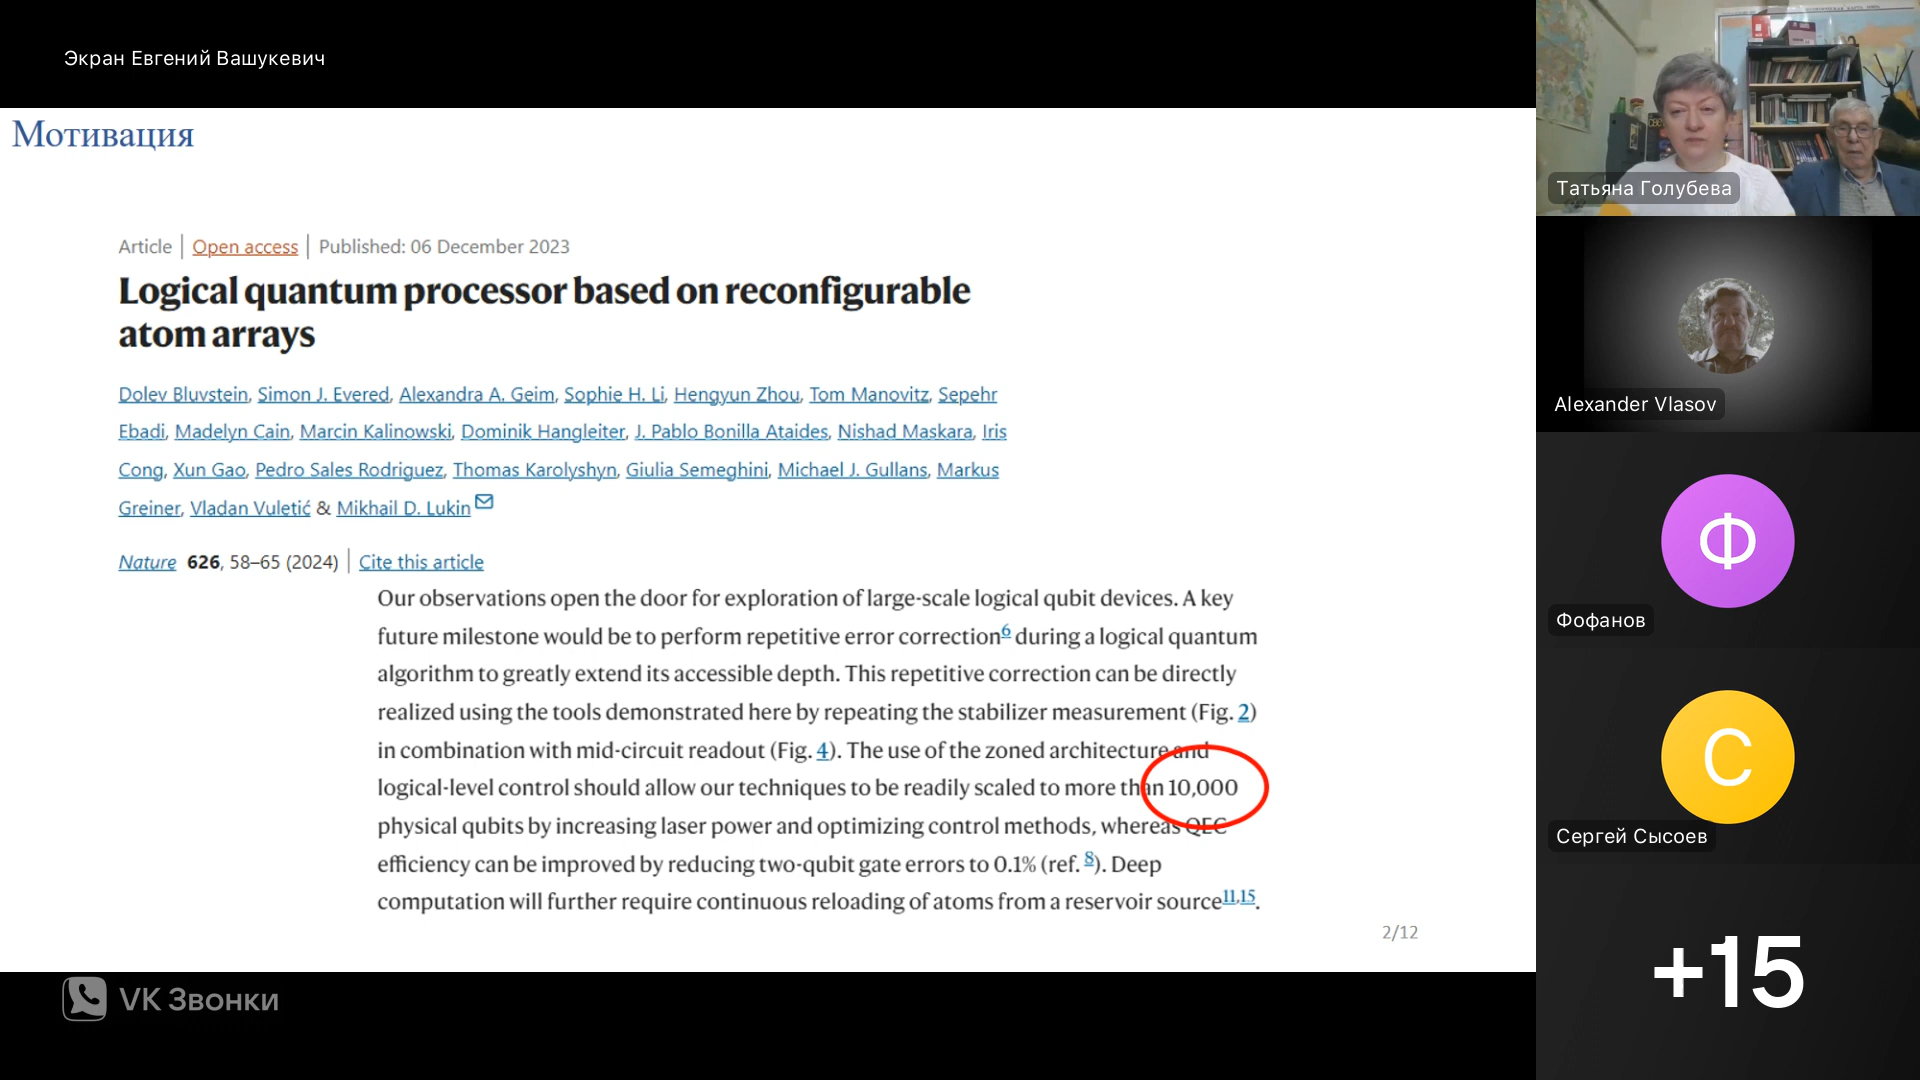 Экран Евгений Вашукевич
Мотивация
Article | Open access | Published: 06 December 2023
Logical quantum processor based on reconfigurable
atom arrays
Dolev Bluvstein, Simon J. Evered, Alexandra A. Geim, Sophie H. Li, Hengyun Zhou, Tom Manovitz, Sepehr
Ebadi, Madelyn Cain, Marcin Kalinowski, Dominik Hangleiter, J. Pablo Bonilla Ataides, Nishad Maskara, Iris
Cong, Xun Gao, Pedro Sales Rodriguez, Thomas Karolyshyn, Giulia Semeghini, Michael J. Gullans, Markus
Greiner, Vladan Vuletić & Mikhail D. Lukin
Nature 626, 58–65 (2024) | Cite this article
Our observations open the door for exploration of large-scale logical qubit devices. A key
future milestone would be to perform repetitive error correction6 during a logical quantum
algorithm to greatly extend its accessible depth. This repetitive correction can be directly
realized using the tools demonstrated here by repeating the stabilizer measurement (Fig. 2)
in combination with mid-circuit readout (Fig. 4). The use of the zoned architecture and
logical-level control should allow our techniques to be readily scaled to more than 10,000
physical qubits by increasing laser power and optimizing control methods, whereas QEC
efficiency can be improved by reducing two-qubit gate errors to 0.1% (ref. 8). Deep
computation will further require continuous reloading of atoms from a reservoir source11,15.
2/12
VK Звонки
Татьяна Голубева
Alexander Vlasov
Ф
Фофанов
С
Сергей Сысоев
+15